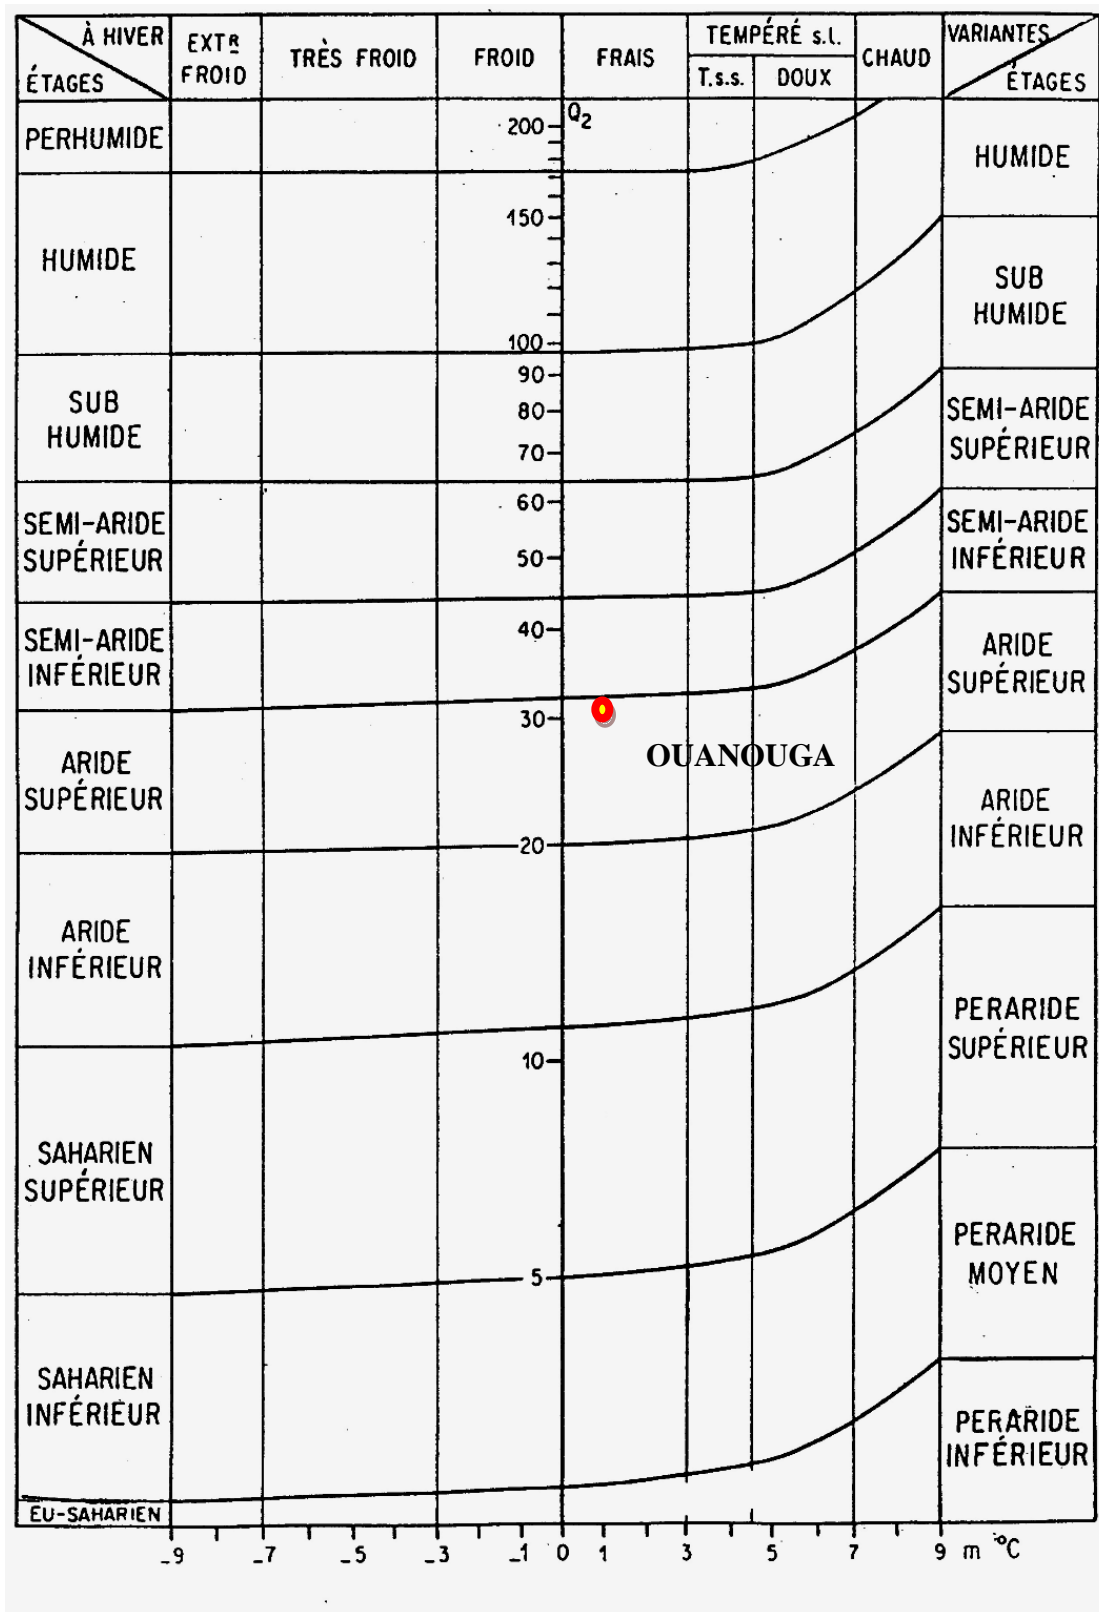 À HIVER
ÉTAGES
EXTR
FROID
TRÈS FROID
FROID
FRAIS
TEMPÉRÉ s.l.
T.s.s.
DOUX
CHAUD
VARIANTES
ÉTAGES
PERHUMIDE
HUMIDE
SUB
HUMIDE
SEMI-ARIDE
SUPÉRIEUR
SEMI-ARIDE
INFÉRIEUR
ARIDE
SUPÉRIEUR
ARIDE
INFÉRIEUR
SAHARIEN
SUPÉRIEUR
SAHARIEN
INFÉRIEUR
EU-SAHARIEN
Q2
200
150
100
90
80
70
60
50
40
30
20
10
5
OUANOUGA
HUMIDE
SUB
HUMIDE
SEMI-ARIDE
SUPÉRIEUR
SEMI-ARIDE
INFÉRIEUR
ARIDE
SUPÉRIEUR
ARIDE
INFÉRIEUR
PERARIDE
SUPÉRIEUR
PERARIDE
MOYEN
PERARIDE
INFÉRIEUR
-9 -7 -5 -3 -1 0 1 3 5 7 9 m °C